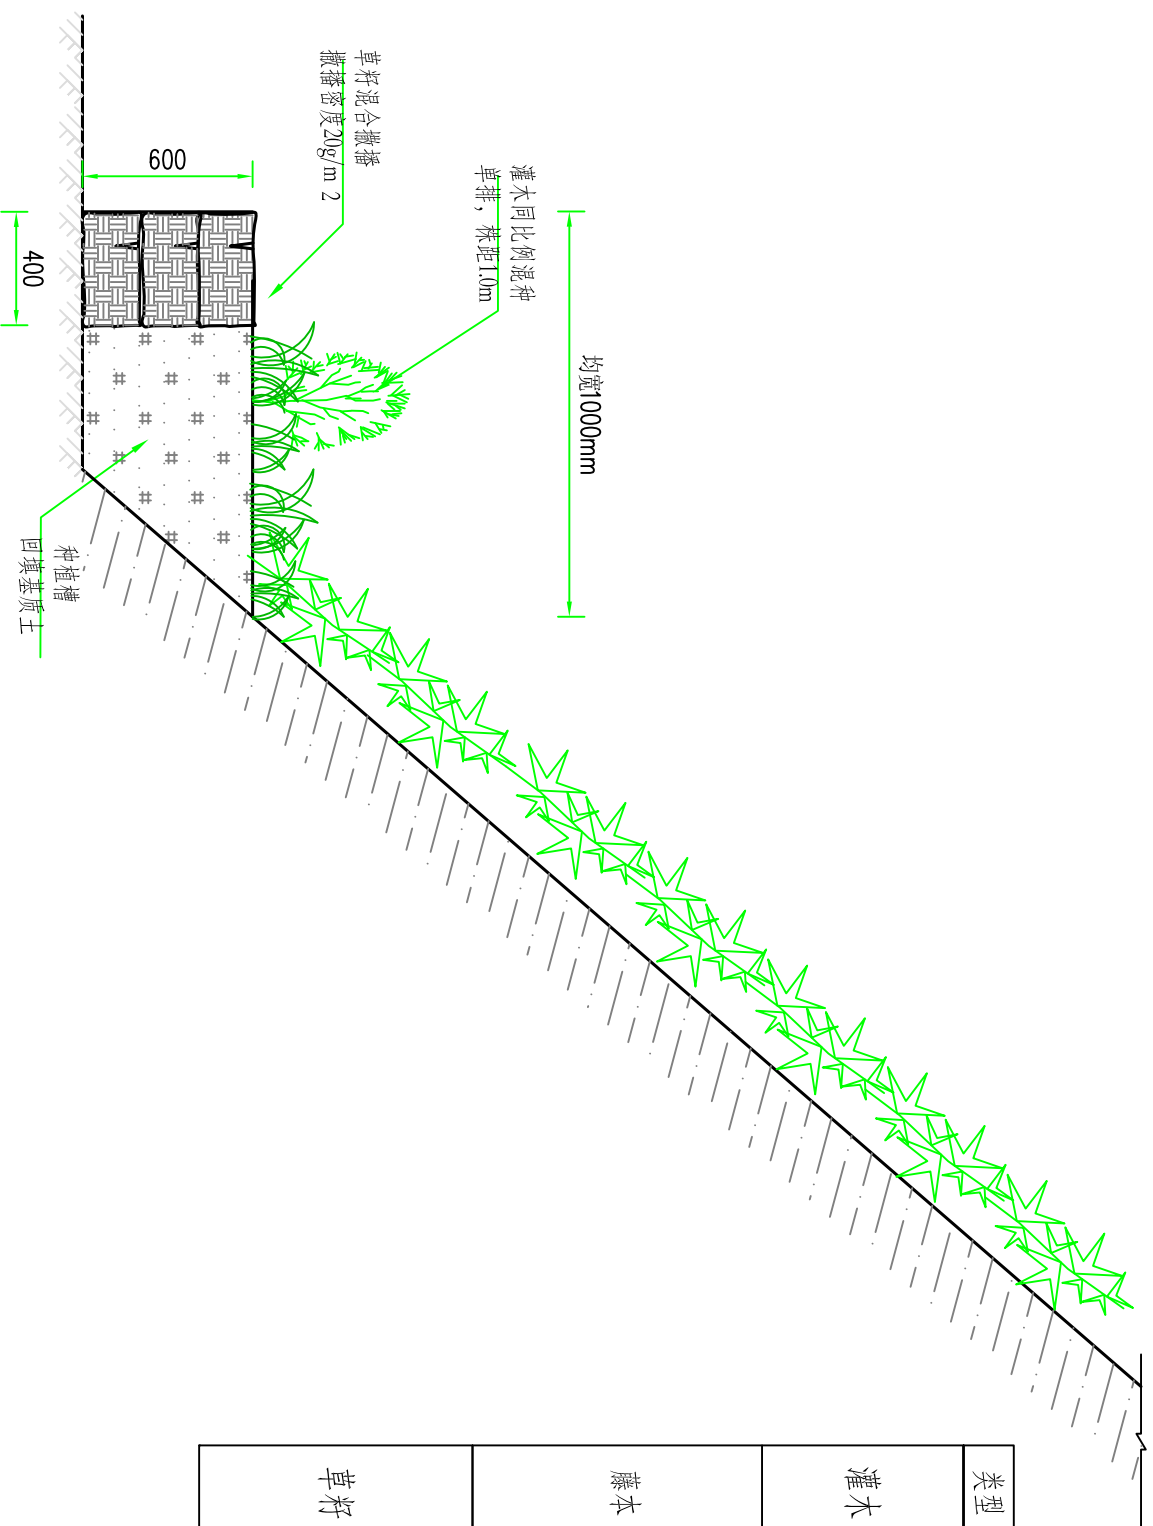 草籽混合撒播
撒播密度20g/m 2
灌木同比例混种
单排，株距1.0m
均宽1000mm
600
400
种植槽
回填基质土
类型
灌木
藤本
草籽